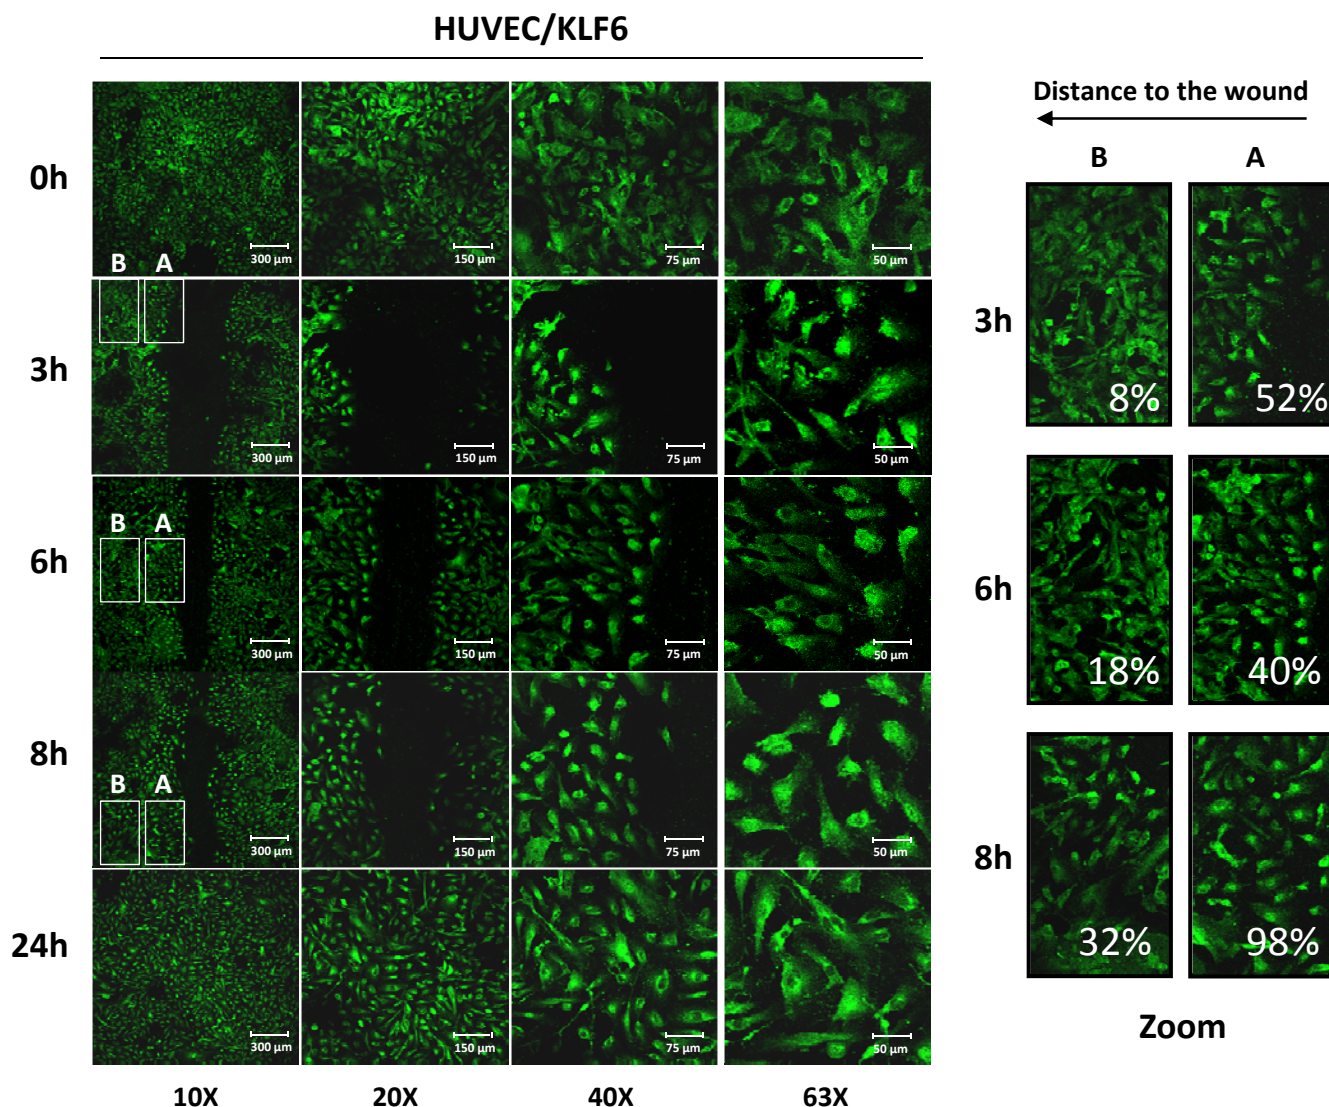 HUVEC/KLF6
Distance to the wound
B A
0h
300 µm 150 µm 75 µm 50 µm
B A
3h
300 µm 150 µm 75 µm 50 µm
3h
8% 52%
B A
6h
300 µm 150 µm 75 µm 50 µm
6h
18% 40%
8h
B A
300 µm 150 µm 75 µm 50 µm
8h
32% 98%
24h
300 µm 150 µm 75 µm 50 µm
Zoom
10X 20X 40X 63X